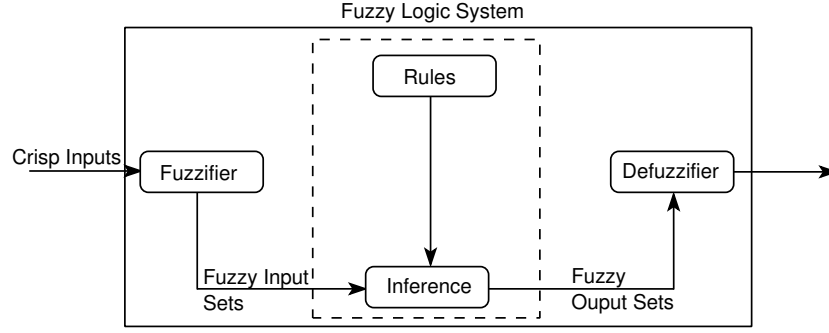 Fuzzy Logic System
Rules
Crisp Inputs
Fuzzifier
Defuzzifier
Fuzzy Input
Sets
Inference
Fuzzy
Ouput Sets